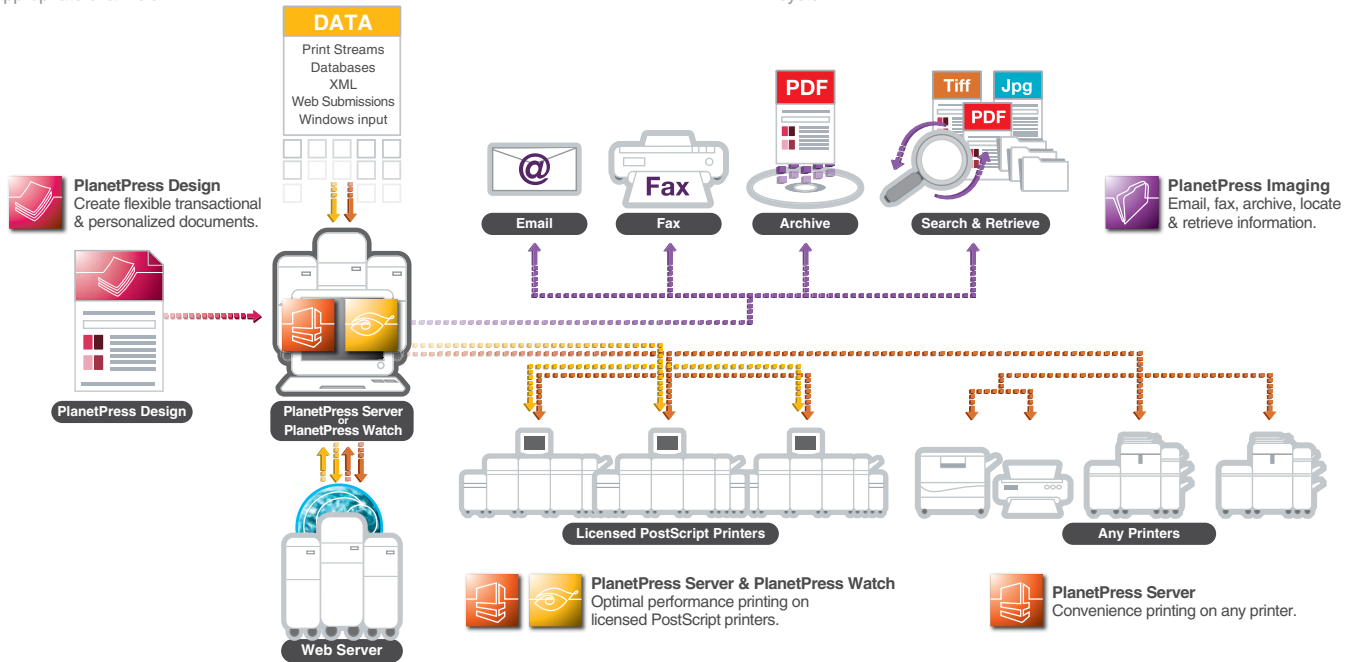 DATA
Print Streams
Databases
XML
Web Submissions
Windows input
PlanetPress Design
Create flexible transactional
& personalized documents.
PlanetPress Design
PlanetPress Server
or
PlanetPress Watch
Web Server
@
Email
Fax
Fax
PDF
Archive
Tiff
Jpg
PDF
Search & Retrieve
PlanetPress Imaging
Email, fax, archive, locate
& retrieve information.
Licensed PostScript Printers
Any Printers
PlanetPress Server & PlanetPress Watch
Optimal performance printing on
licensed PostScript printers.
PlanetPress Server
Convenience printing on any printer.